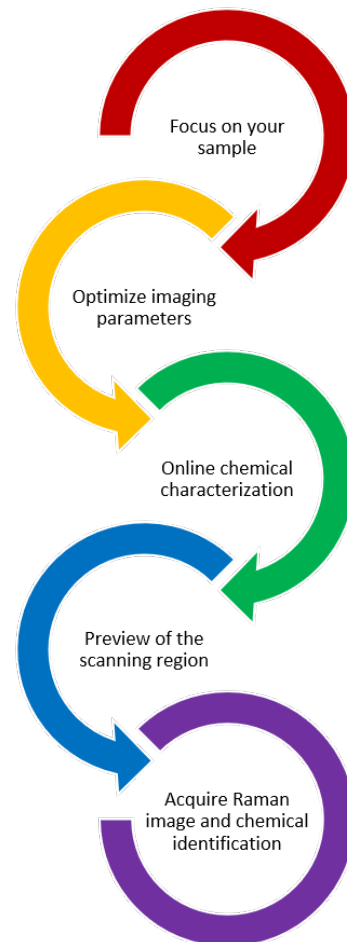 Focus on your
sample
Optimize imaging
parameters
Online chemical
characterization
Preview of the
scanning region
Acquire Raman
image and chemical
identification